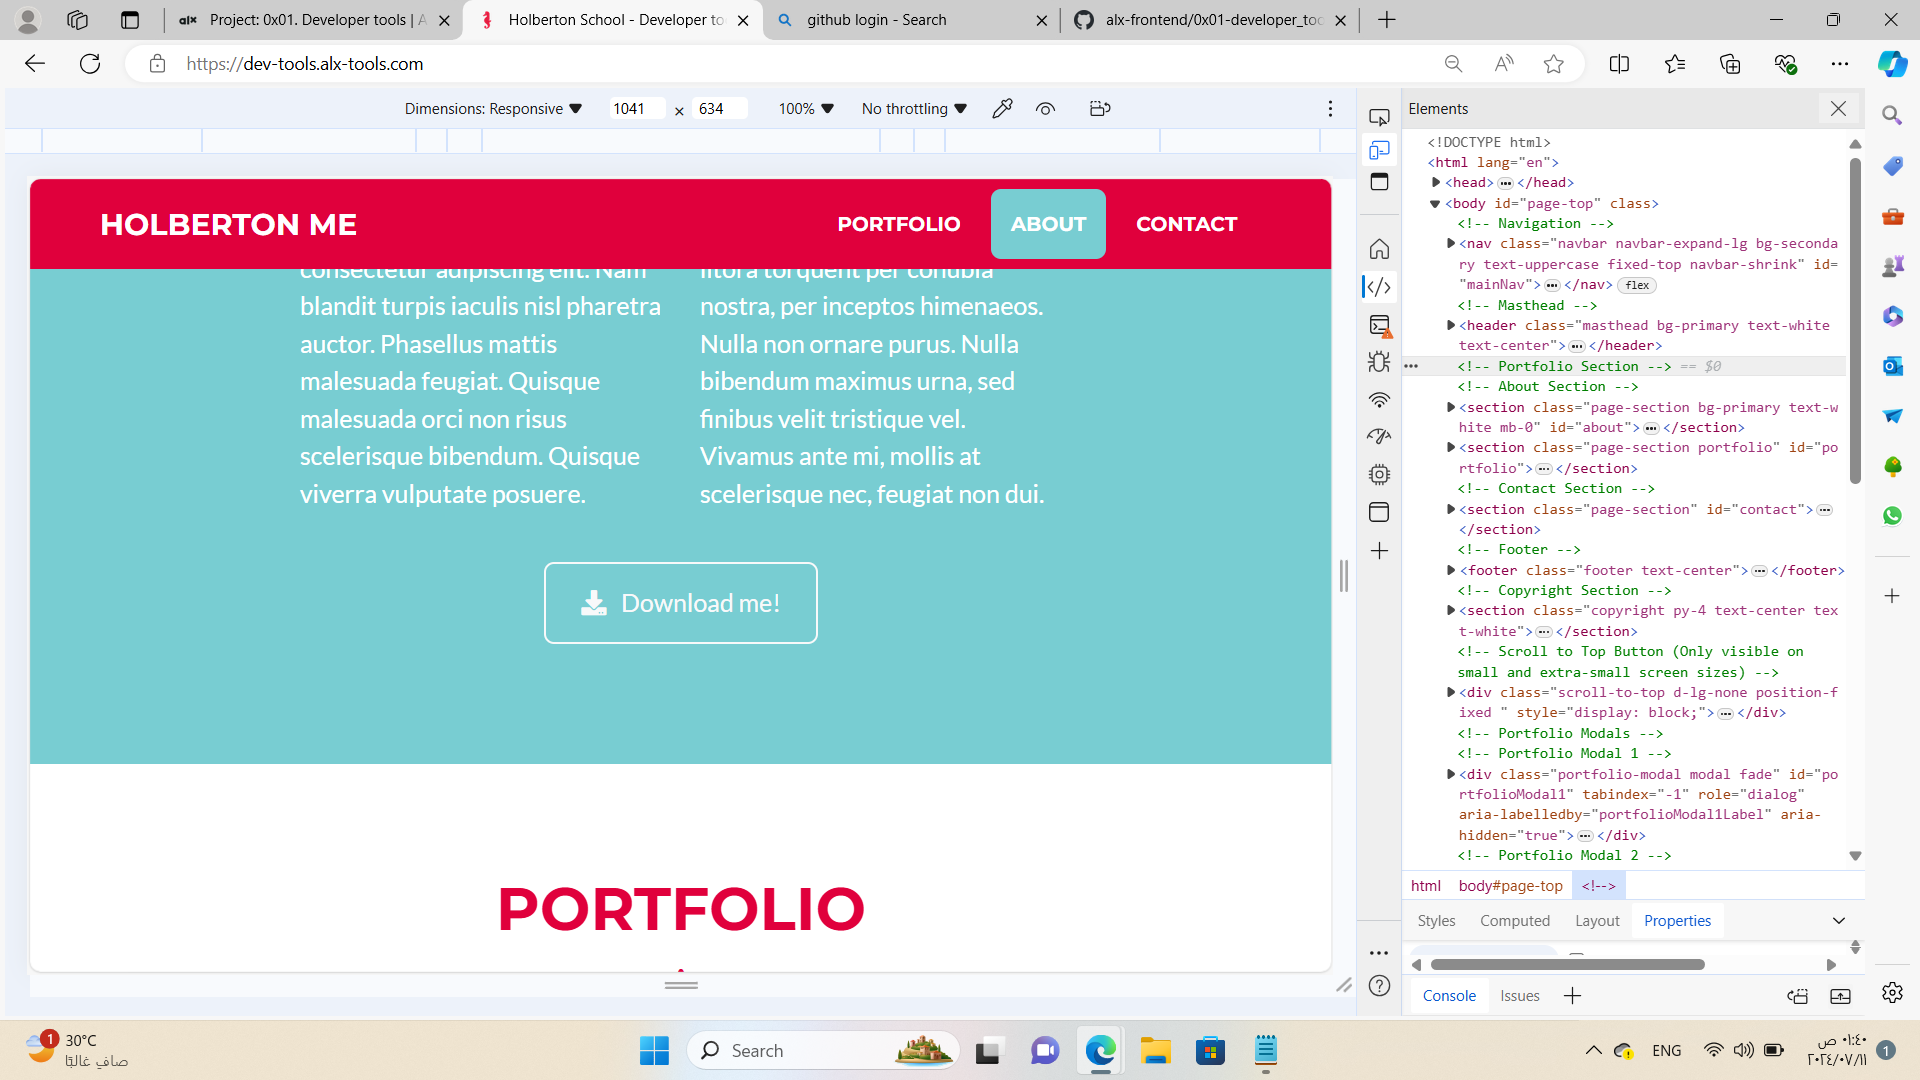 Project: 0x01. Developer tools | A
Holberton School - Developer to
github login - Search
alx-frontend/0x01-developer_too
https://dev-tools.alx-tools.com
Dimensions: Responsive
1041
×
634
100%
No throttling
HOLBERTON ME
PORTFOLIO
ABOUT
CONTACT
consectetur adipiscing elit. Nam
blandit turpis iaculis nisl pharetra
auctor. Phasellus mattis
malesuada feugiat. Quisque
malesuada orci non risus
scelerisque bibendum. Quisque
viverra vulputate posuere.
litora torquent per conubia
nostra, per inceptos himenaeos.
Nulla non ornare purus. Nulla
bibendum maximus urna, sed
finibus velit tristique vel.
Vivamus ante mi, mollis at
scelerisque nec, feugiat non dui.
Download me!
PORTFOLIO
Elements
<!DOCTYPE html>
<html lang="en">
<head>…</head>
<body id="page-top" class>
<!-- Navigation -->
<nav class="navbar navbar-expand-lg bg-seconda
ry text-uppercase fixed-top navbar-shrink" id=
"mainNav">…</nav> flex
<!-- Masthead -->
<header class="masthead bg-primary text-white
text-center">…</header>
<!-- Portfolio Section --> == $0
<!-- About Section -->
<section class="page-section bg-primary text-w
hite mb-0" id="about">…</section>
<section class="page-section portfolio" id="po
rtfolio">…</section>
<!-- Contact Section -->
<section class="page-section" id="contact">…
</section>
<!-- Footer -->
<footer class="footer text-center">…</footer>
<!-- Copyright Section -->
<section class="copyright py-4 text-center tex
t-white">…</section>
<!-- Scroll to Top Button (Only visible on
small and extra-small screen sizes) -->
<div class="scroll-to-top d-lg-none position-f
ixed " style="display: block;">…</div>
<!-- Portfolio Modals -->
<!-- Portfolio Modal 1 -->
<div class="portfolio-modal modal fade" id="po
rtfolioModal1" tabindex="-1" role="dialog"
aria-labelledby="portfolioModal1Label" aria-
hidden="true">…</div>
<!-- Portfolio Modal 2 -->
html
body#page-top
<!-->
Styles
Computed
Layout
Properties
Console
Issues
1
30°C
صافٍ غالبًا
Search
ENG
٠١:٤٠ ص
٢٠٢٤/٠٧/١١
1